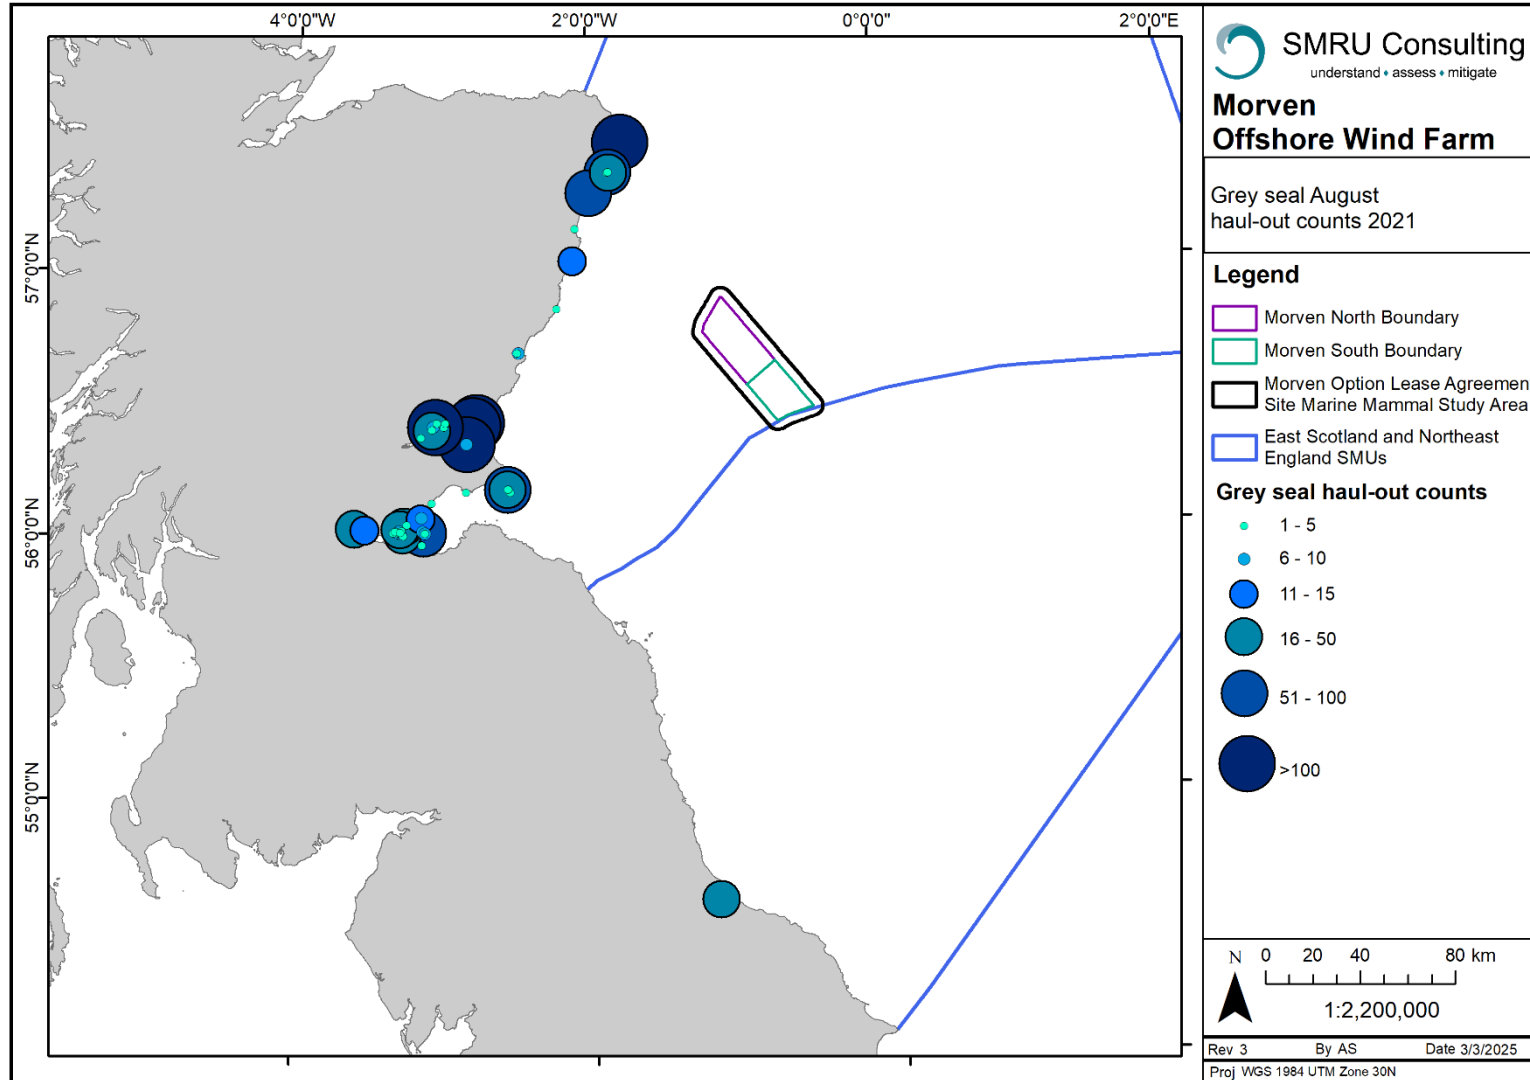 4°0'0"W
2°0'0"W
0°0'0"
2°0'0"E
57°0'0"N
56°0'0"N
55°0'0"N
SMRU Consulting
understand • assess • mitigate
Morven
Offshore Wind Farm
Grey seal August
haul-out counts 2021
Legend
Morven North Boundary
Morven South Boundary
Morven Option Lease Agreemen
Site Marine Mammal Study Area
East Scotland and Northeast
England SMUs
Grey seal haul-out counts
1 - 5
6 - 10
11 - 15
16 - 50
51 - 100
>100
N 0 20 40 80 km
1:2,200,000
Rev 3 By AS Date 3/3/2025
Proj WGS 1984 UTM Zone 30N